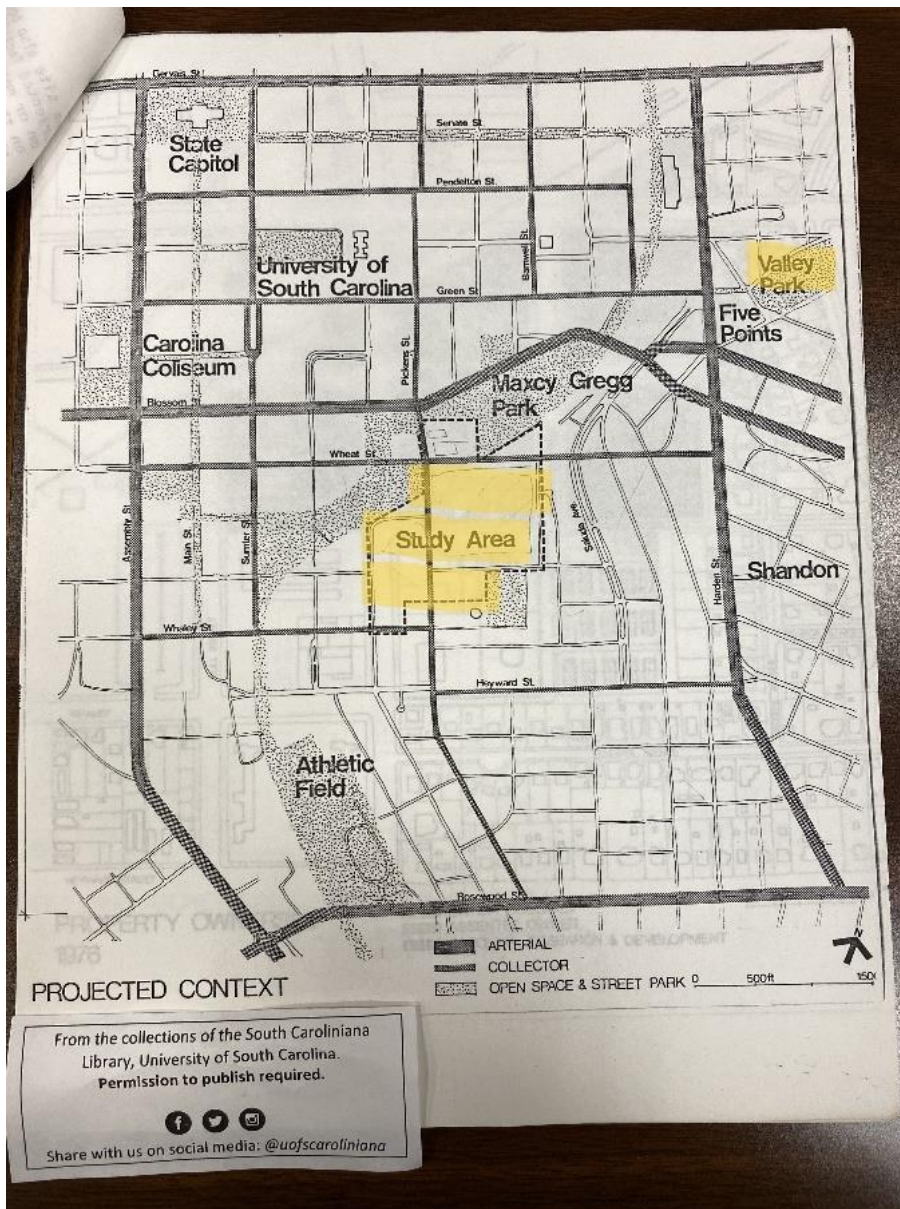 Gervais St.
Senate St.
State
Capitol
Pendelton St.
Barnwell St.
University of
South Carolina
Valley
Park
Green St.
Five
Points
Carolina
Coliseum
Pickens St.
Maxcy Gregg
Park
Blossom St.
Wheat St.
Study Area
Assembly St.
Main St.
Sumter St.
Saluda Ave.
Harden St.
Shandon
Whaley St.
Heyward St.
Athletic
Field
Rosewood St.
PROPERTY
1976
ARTERIAL
COLLECTOR
OPEN SPACE & STREET PARK
0 500ft
N
PROJECTED CONTEXT
From the collections of the South Caroliniana
Library, University of South Carolina.
Permission to publish required.
Share with us on social media: @uofscaroliniana